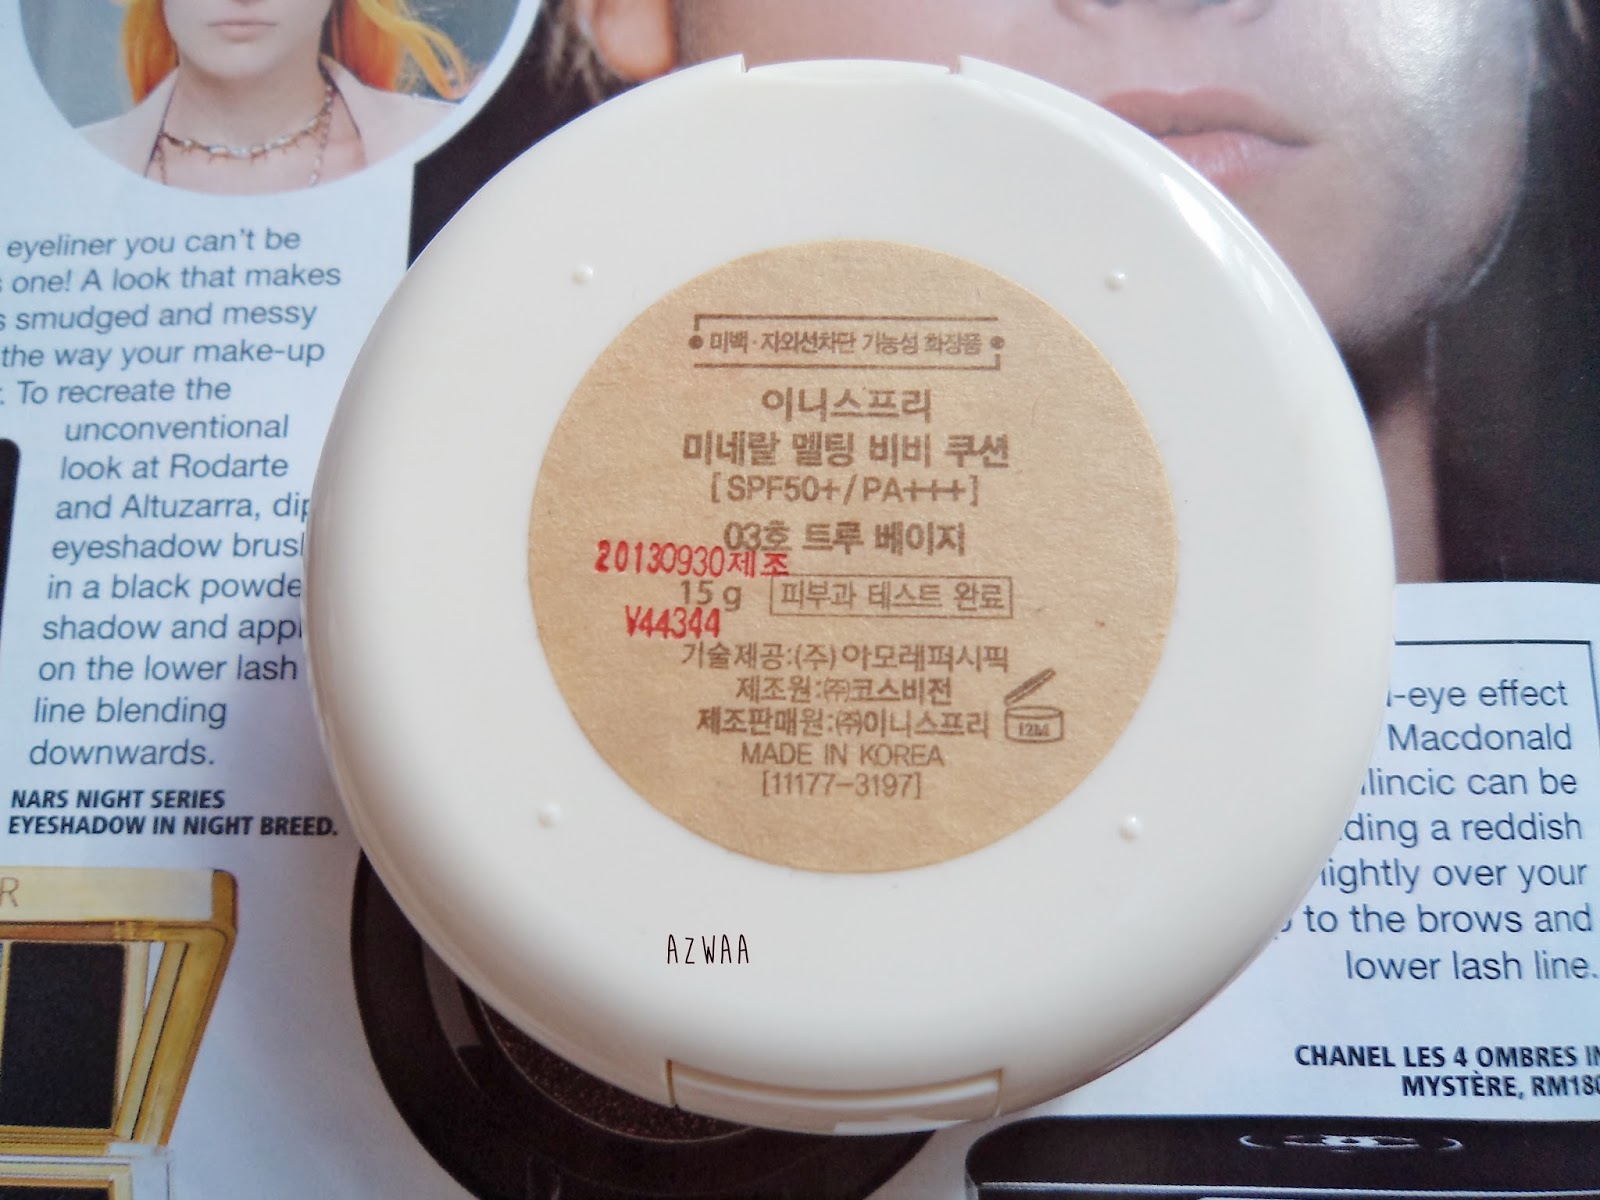 eyeliner you can't be
one! A look that makes
smudged and messy
the way your make-up
To recreate the
unconventional
look at Rodarte
and Altuzarra, dip
eyeshadow brush
in a black powde
shadow and appl
on the lower lash
line blending
downwards.
NARS NIGHT SERIES
EYESHADOW IN NIGHT BREED.
R
미백·자외선차단 기능성 화장품
이니스프리
미네랄 멜팅 비비 쿠션
[SPF50+/PA+++]
03호 트루 베이지
20130930제조
15 g 피부과 테스트 완료
V44344
기술제공:(주)아모레퍼시픽
제조원:㈜코스비전
제조판매원:㈜이니스프리
12M
MADE IN KOREA
[11177-3197]
AZWAA
-eye effect
Macdonald
lincic can be
ding a reddish
lightly over your
to the brows and
lower lash line.
CHANEL LES 4 OMBRES IN
MYSTÈRE, RM180